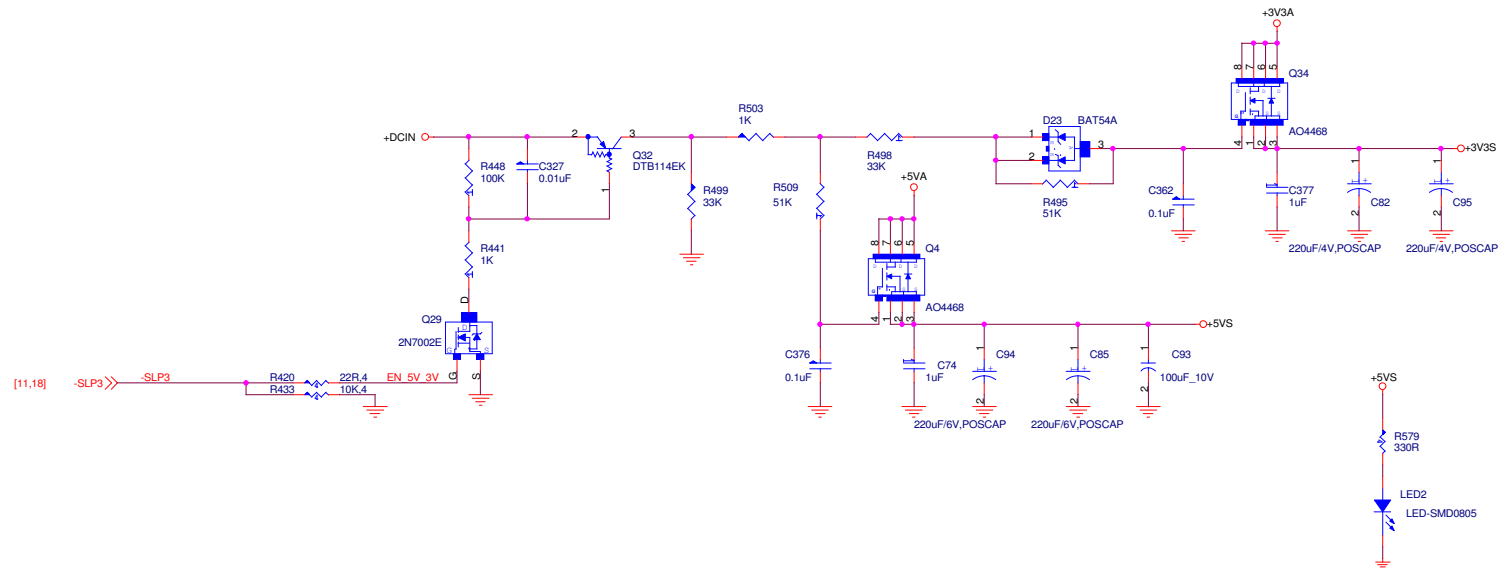 +3V3A
8
7
6
5
Q34
AO4468
4
1
2
3
+3V3S
R503
1K
D23
BAT54A
1
2
3
+DCIN
2
3
Q32
DTB114EK
1
R448
100K
C327
0.01uF
R498
33K
R499
33K
R509
51K
+5VA
R495
51K
C362
0.1uF
C377
1uF
1
C82
2
220uF/4V,POSCAP
1
C95
2
220uF/4V,POSCAP
R441
1K
8
7
6
5
Q4
AO4468
4
1
2
3
+5VS
D
Q29
2N7002E
G
S
[11,18]
-SLP3
-SLP3
R420
22R,4
EN_5V_3V
R433
10K,4
C376
0.1uF
C74
1uF
1
C94
2
220uF/6V,POSCAP
1
C85
2
220uF/6V,POSCAP
1
C93
100uF_10V
2
+5VS
R579
330R
LED2
LED-SMD0805